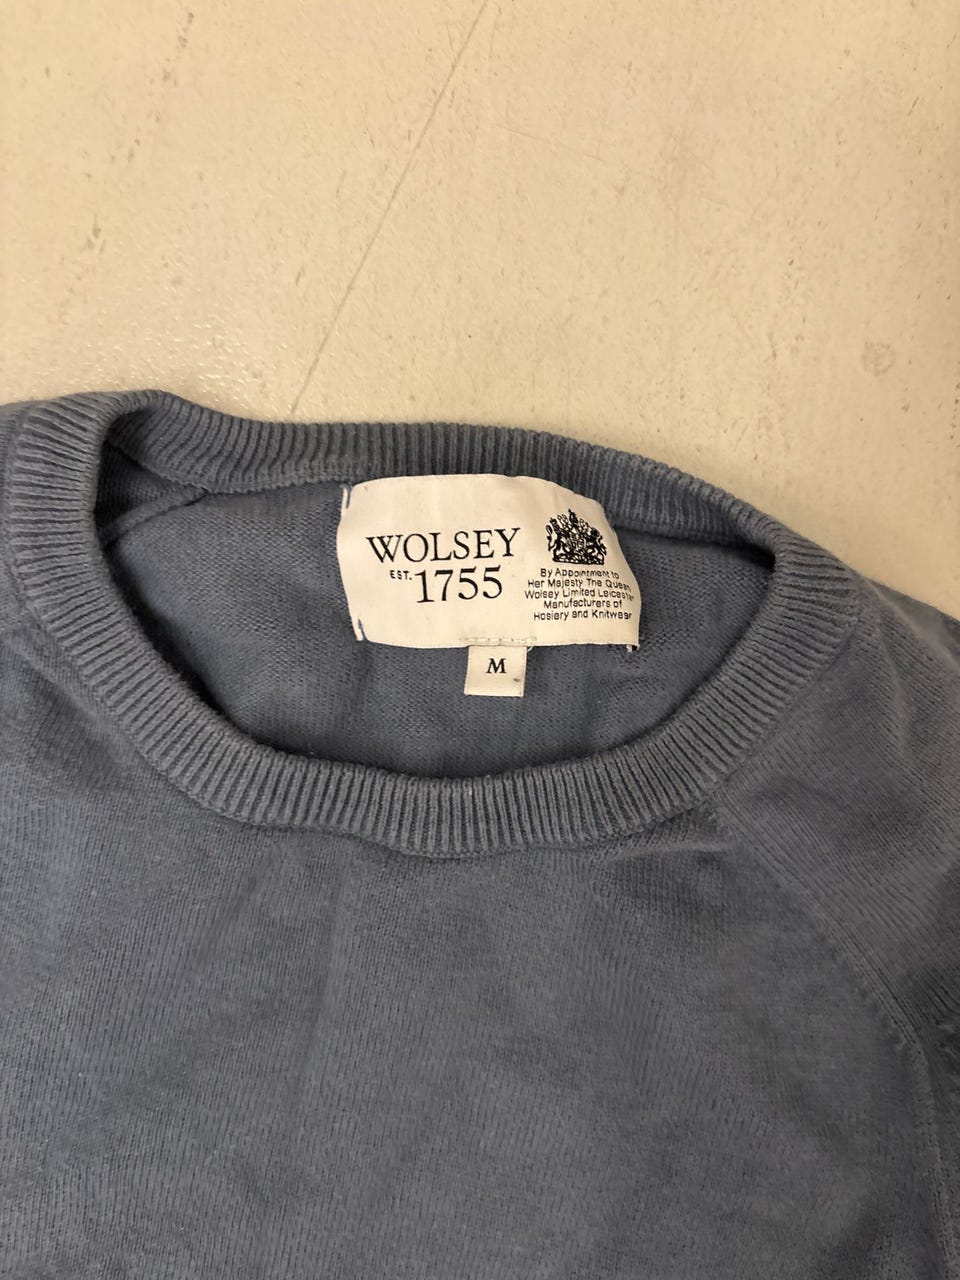 WOLSEY
EST. 1755
By Appointment to
Her Majesty The Queen
Wolsey Limited Leicester
Manufacturers of
Hosiery and Knitwear
M